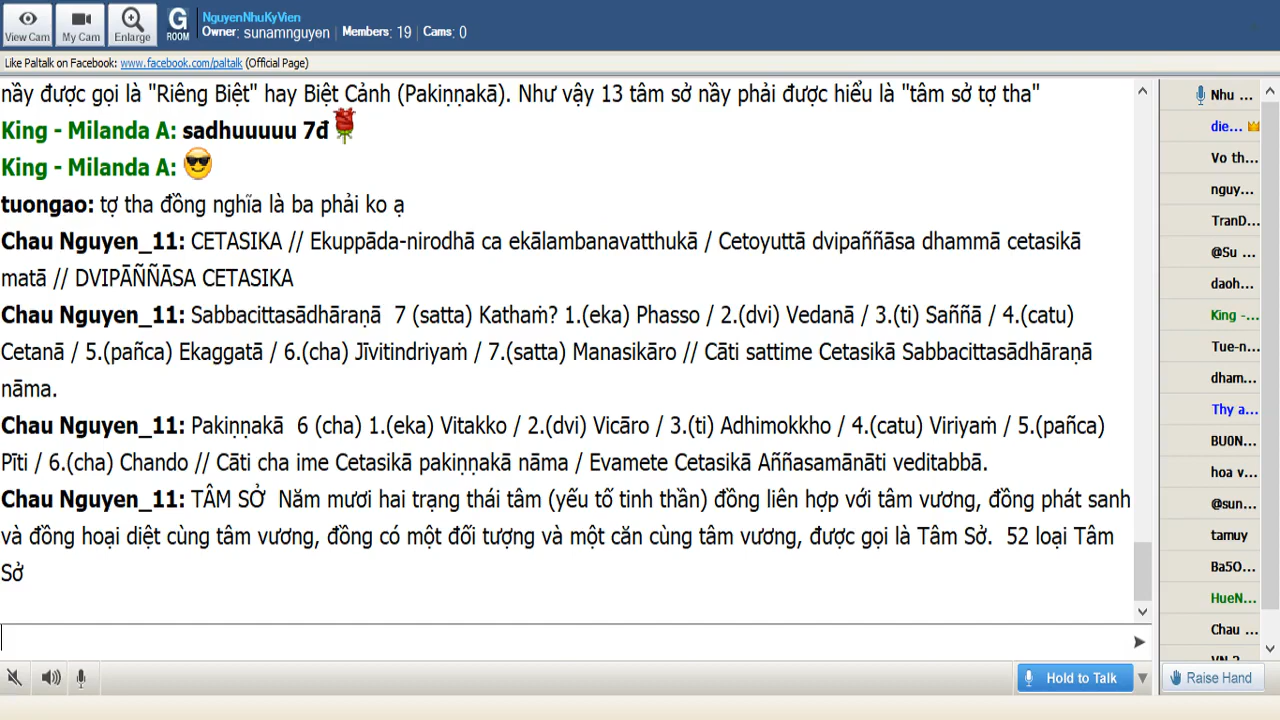 View Cam
My Cam
Enlarge
G
ROOM
NguyenNhuKyVien
Owner: sunamnguyen | Members: 19 | Cams: 0
Like Paltalk on Facebook: www.facebook.com/paltalk (Official Page)
nầy được gọi là "Riêng Biệt" hay Biệt Cảnh (Pakiṇṇakā). Như vậy 13 tâm sở nầy phải được hiểu là "tâm sở tợ tha"
King - Milanda A: sadhuuuuu 7đ
King - Milanda A:
tuongao: tợ tha đồng nghĩa là ba phải ko ạ
Chau Nguyen_11: CETASIKA // Ekuppāda-nirodhā ca ekālambanavatthukā / Cetoyuttā dvipaññāsa dhammā cetasikā
matā // DVIPĀÑÑĀSA CETASIKA
Chau Nguyen_11: Sabbacittasādhāraṇā 7 (satta) Kathaṁ? 1.(eka) Phasso / 2.(dvi) Vedanā / 3.(ti) Saññā / 4.(catu)
Cetanā / 5.(pañca) Ekaggatā / 6.(cha) Jīvitindriyaṁ / 7.(satta) Manasikāro // Cāti sattime Cetasikā Sabbacittasādhāraṇā
nāma.
Chau Nguyen_11: Pakiṇṇakā 6 (cha) 1.(eka) Vitakko / 2.(dvi) Vicāro / 3.(ti) Adhimokkho / 4.(catu) Viriyaṁ / 5.(pañca)
Pīti / 6.(cha) Chando // Cāti cha ime Cetasikā pakiṇṇakā nāma / Evamete Cetasikā Aññasamānāti veditabbā.
Chau Nguyen_11: TÂM SỞ Năm mươi hai trạng thái tâm (yếu tố tinh thần) đồng liên hợp với tâm vương, đồng phát sanh
và đồng hoại diệt cùng tâm vương, đồng có một đối tượng và một căn cùng tâm vương, được gọi là Tâm Sở. 52 loại Tâm
Sở
Nhu ...
die...
Vo th...
nguy...
TranD...
@Su ...
daoh...
King -...
Tue-n...
dham...
Thy a...
BU0N...
hoa v...
@sun...
tamuy
Ba5O...
HueN...
Chau ...
Hold to Talk
Raise Hand